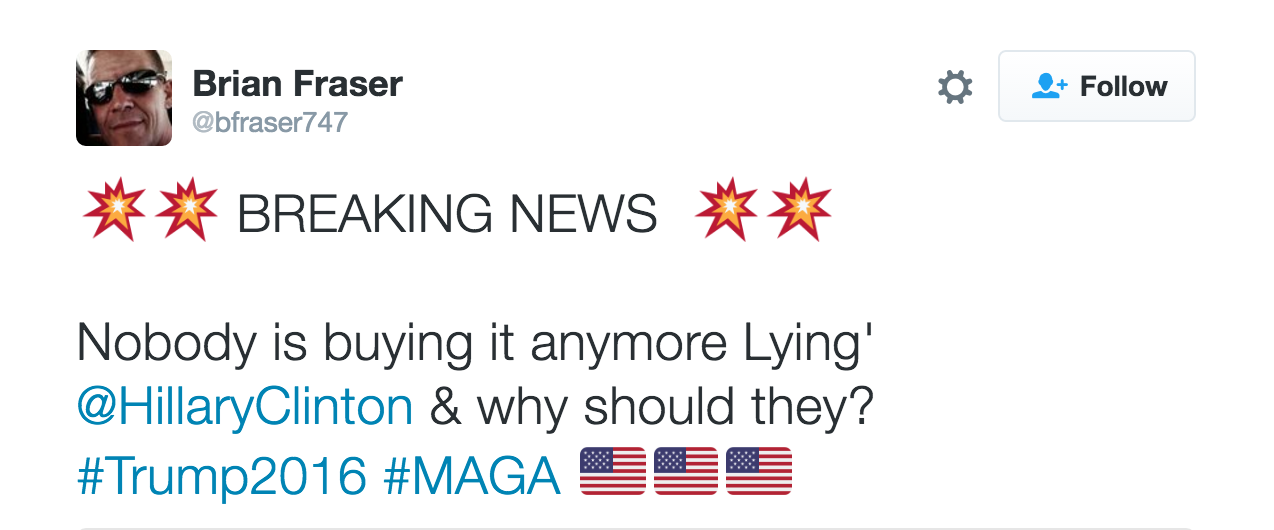 Brian Fraser
@bfraser747
Follow
💥💥 BREAKING NEWS 💥💥
Nobody is buying it anymore Lying'
@HillaryClinton & why should they?
#Trump2016 #MAGA 🇺🇸🇺🇸🇺🇸